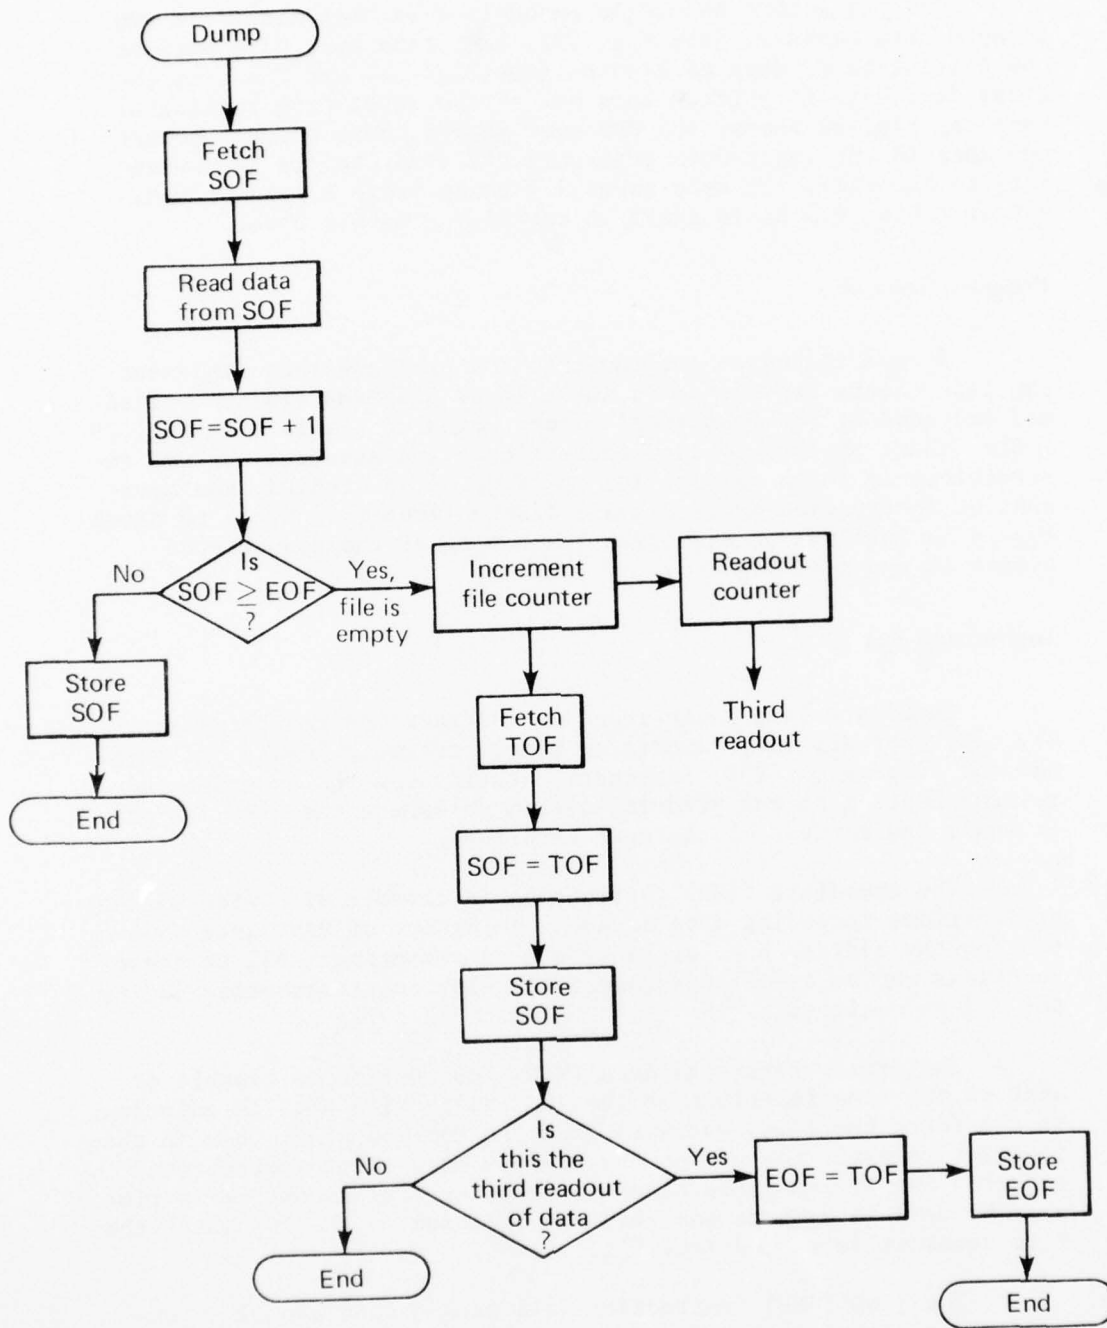 Dump
Fetch
SOF
Read data
from SOF
SOF = SOF + 1
Is
SOF ≥ EOF
?
No
Yes,
file is
empty
Store
SOF
End
Increment
file counter
Readout
counter
Third
readout
Fetch
TOF
SOF = TOF
Store
SOF
Is
this the
third readout
of data
?
No
Yes
End
EOF = TOF
Store
EOF
End